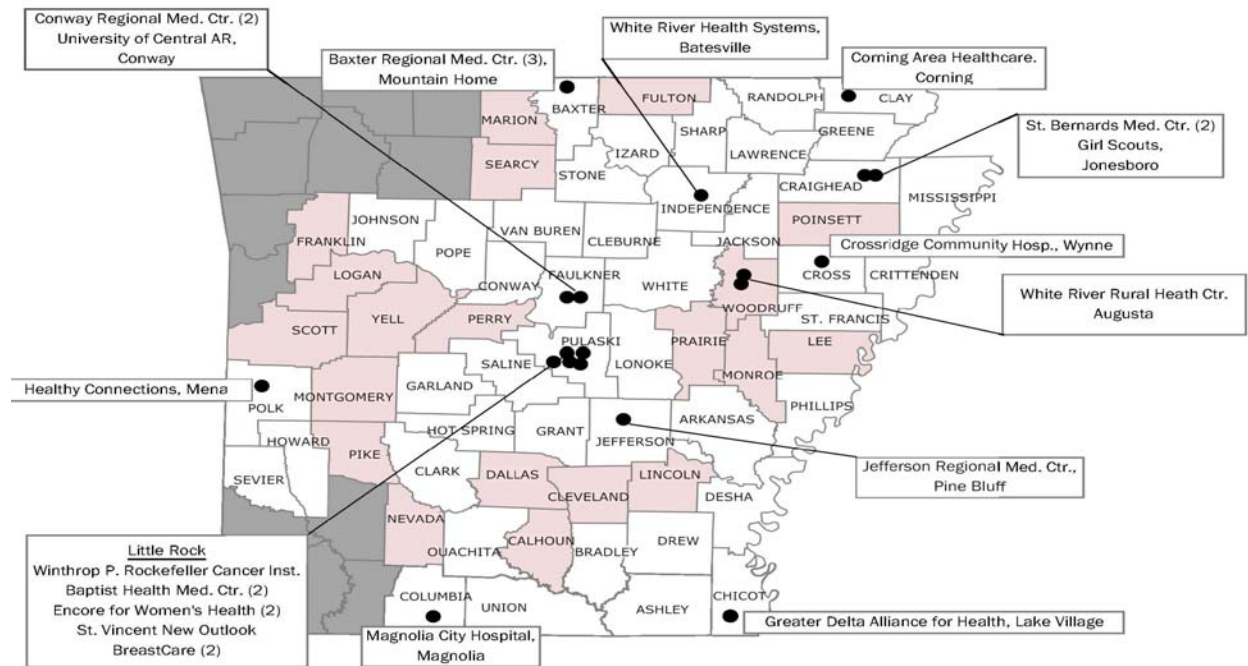 Conway Regional Med. Ctr. (2)
University of Central AR,
Conway
Baxter Regional Med. Ctr. (3),
Mountain Home
White River Health Systems,
Batesville
Corning Area Healthcare.
Corning
St. Bernards Med. Ctr. (2)
Girl Scouts,
Jonesboro
BAXTER
FULTON
RANDOLPH
CLAY
MARION
SHARP
GREENE
IZARD
LAWRENCE
SEARCY
STONE
CRAIGHEAD
MISSISSIPPI
INDEPENDENCE
JOHNSON
POINSETT
FRANKLIN
VAN BUREN
CLEBURNE
JACKSON
POPE
Crossridge Community Hosp., Wynne
LOGAN
FAULKNER
CONWAY
WHITE
CROSS
CRITTENDEN
White River Rural Heath Ctr.
Augusta
WOODRUFF
ST. FRANCIS
SCOTT
YELL
PERRY
PULASKI
PRAIRIE
LEE
SALINE
LONOKE
MONROE
Healthy Connections, Mena
GARLAND
POLK
MONTGOMERY
PHILLIPS
ARKANSAS
HOT SPRING
GRANT
JEFFERSON
HOWARD
PIKE
Jefferson Regional Med. Ctr.,
Pine Bluff
CLARK
DALLAS
LINCOLN
SEVIER
CLEVELAND
DESHA
NEVADA
CALHOUN
DREW
OUACHITA
BRADLEY
Little Rock
Winthrop P. Rockefeller Cancer Inst.
Baptist Health Med. Ctr. (2)
Encore for Women's Health (2)
St. Vincent New Outlook
BreastCare (2)
COLUMBIA
UNION
ASHLEY
CHICOT
Magnolia City Hospital,
Magnolia
Greater Delta Alliance for Health, Lake Village